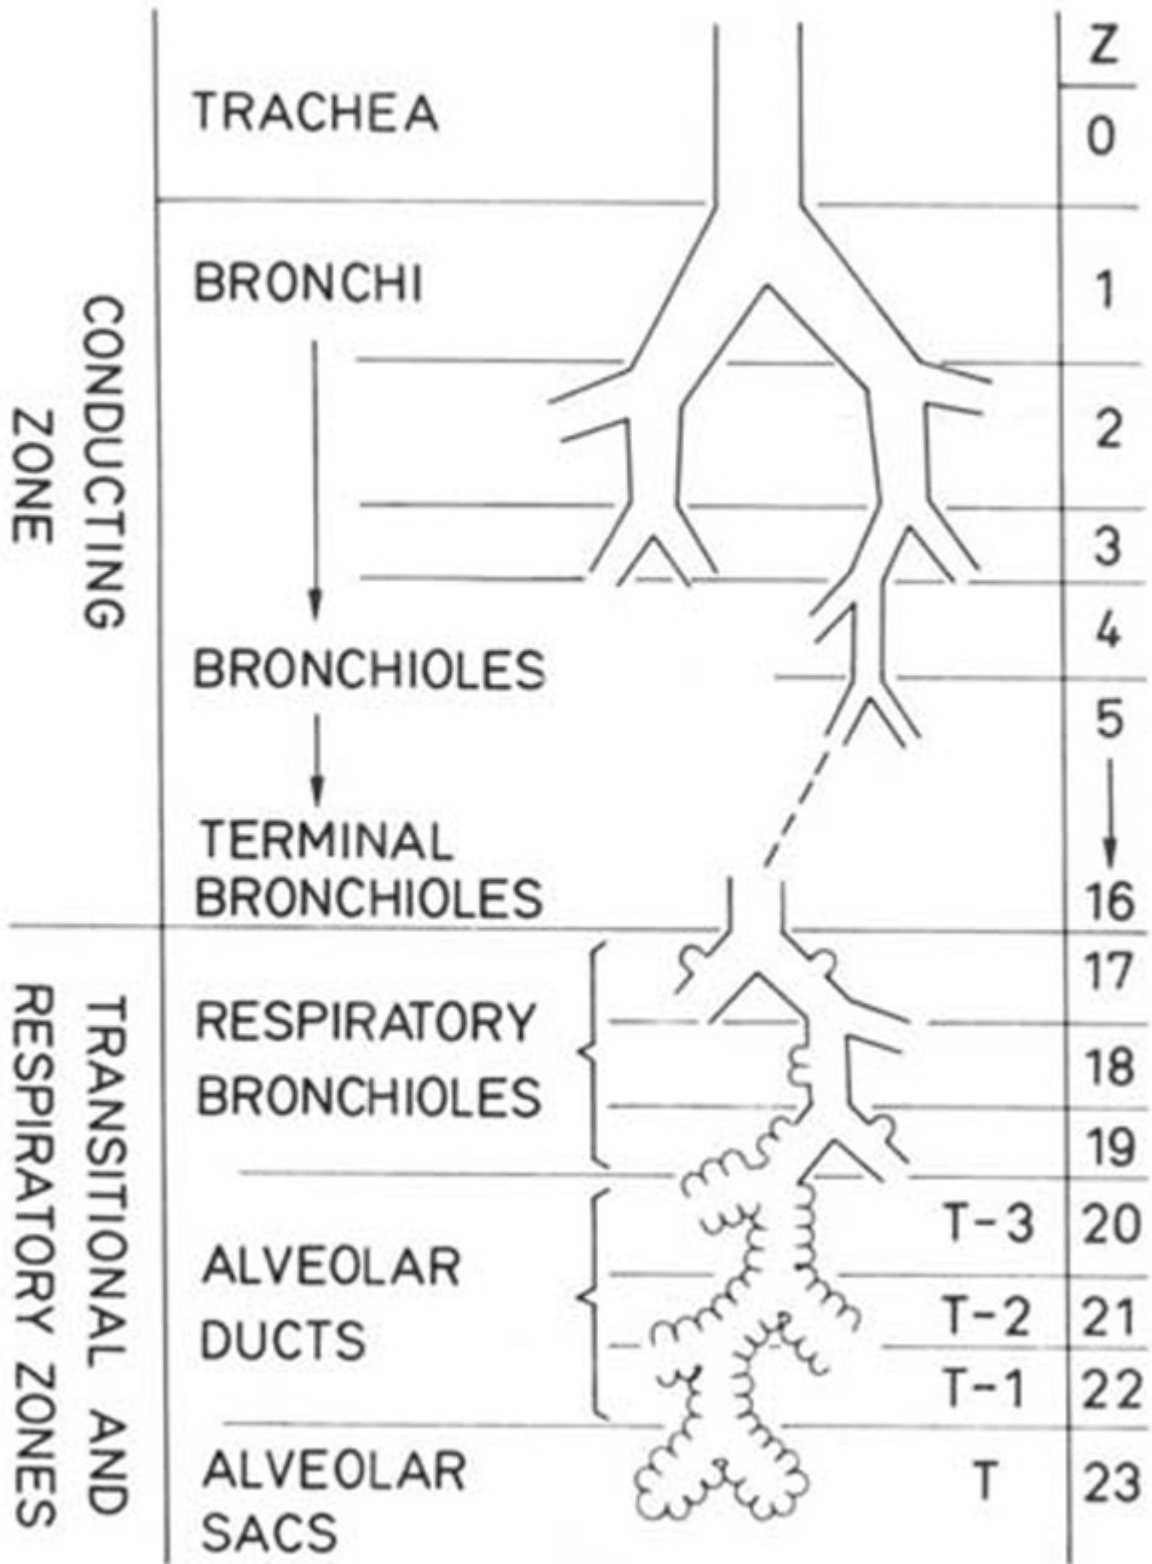 Z
TRACHEA
0
BRONCHI
1
2
3
4
BRONCHIOLES
5
TERMINAL
BRONCHIOLES
16
CONDUCTING
ZONE
17
RESPIRATORY
BRONCHIOLES
18
19
T-3 20
ALVEOLAR
DUCTS
T-2 21
T-1 22
ALVEOLAR
SACS
T 23
TRANSITIONAL AND
RESPIRATORY ZONES